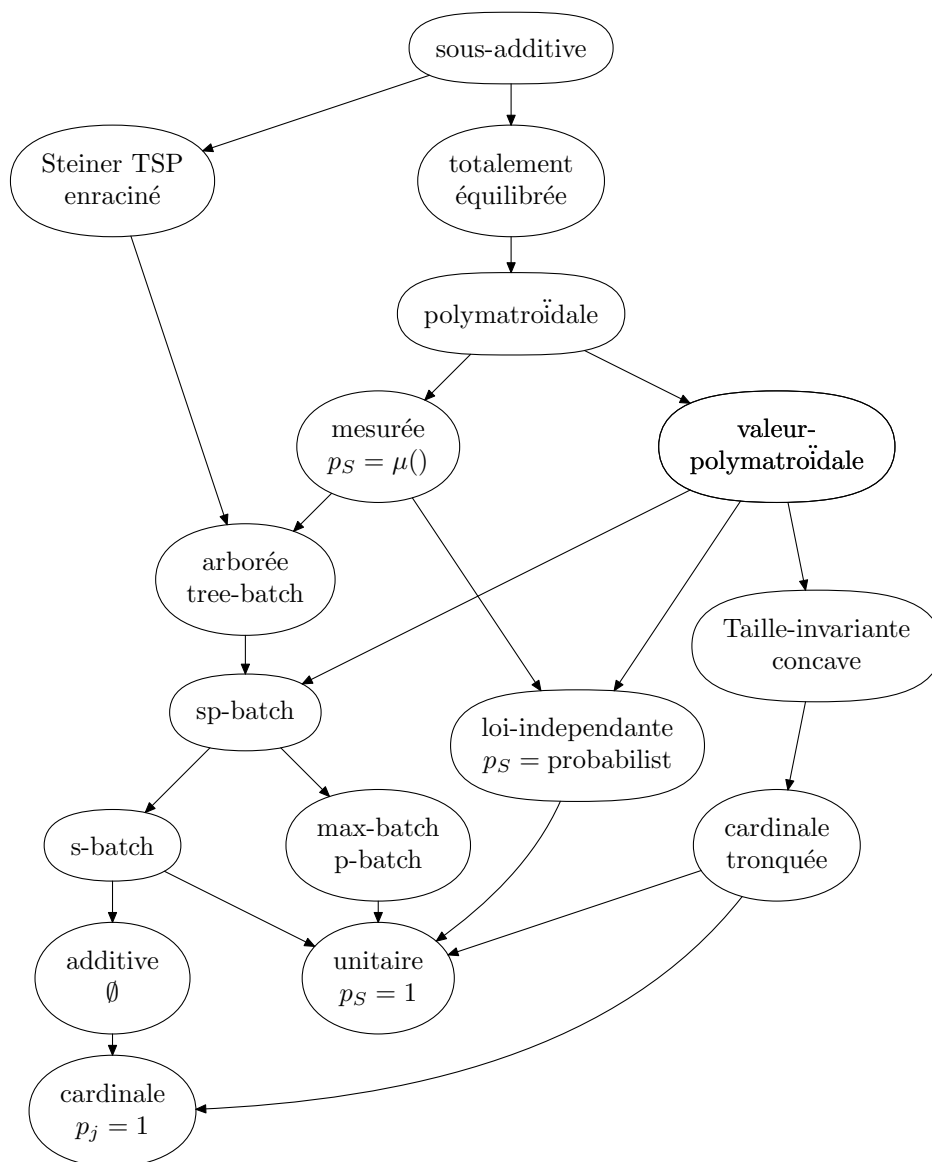 sous-additive
Steiner TSP
enraciné
totalement
équilibrée
polymatroïdale
mesurée
p_S = μ()
valeur-
polymatroïdale
arborée
tree-batch
Taille-invariante
concave
sp-batch
loi-independante
p_S = probabilist
s-batch
max-batch
p-batch
cardinale
tronquée
additive
∅
unitaire
p_S = 1
cardinale
p_j = 1